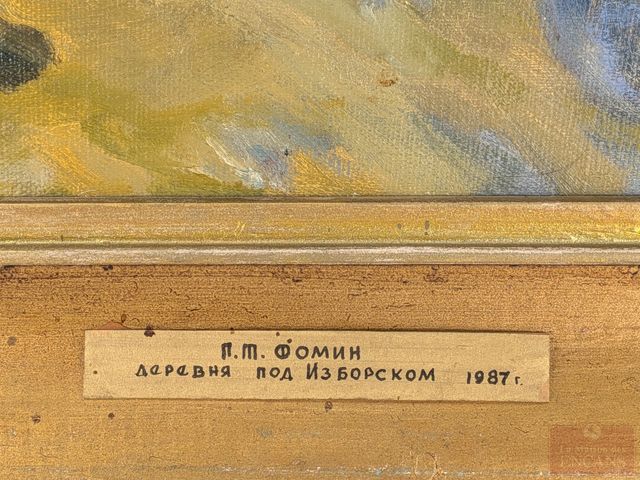 П.Т. Фомин
деревня под Изборском 1987 г.